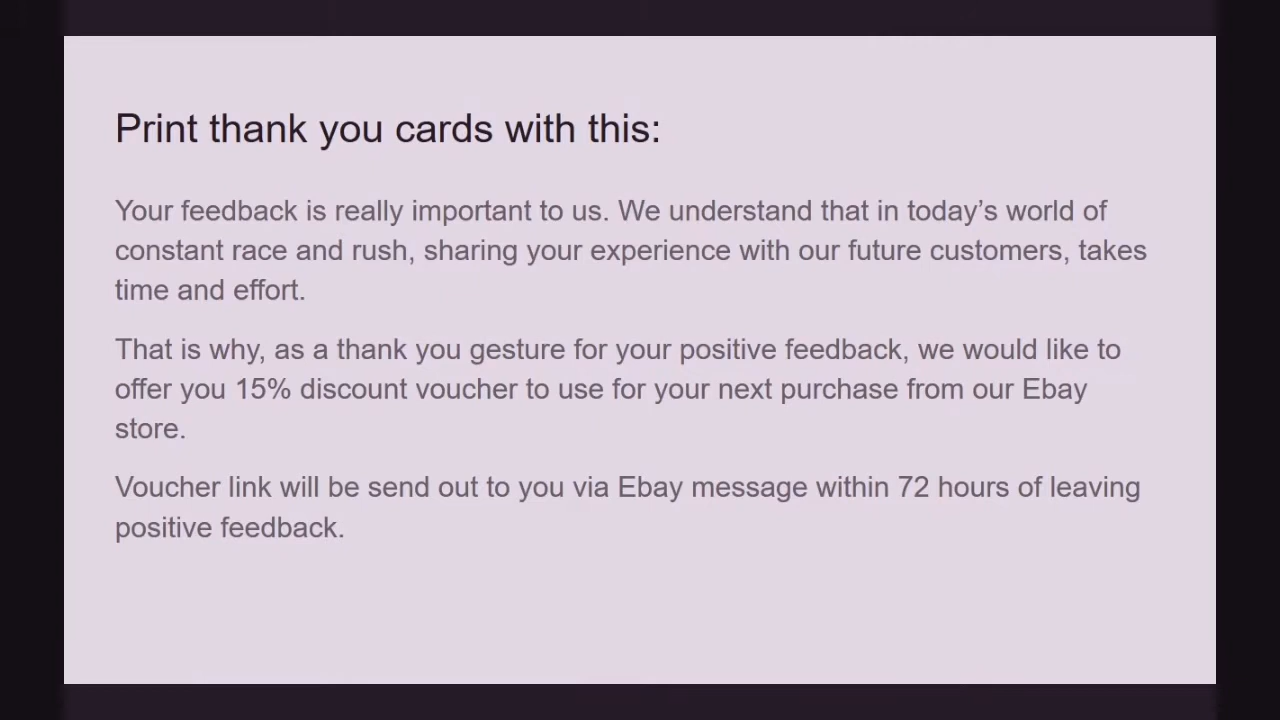 Print thank you cards with this:
Your feedback is really important to us. We understand that in today’s world of
constant race and rush, sharing your experience with our future customers, takes
time and effort.
That is why, as a thank you gesture for your positive feedback, we would like to
offer you 15% discount voucher to use for your next purchase from our Ebay
store.
Voucher link will be send out to you via Ebay message within 72 hours of leaving
positive feedback.